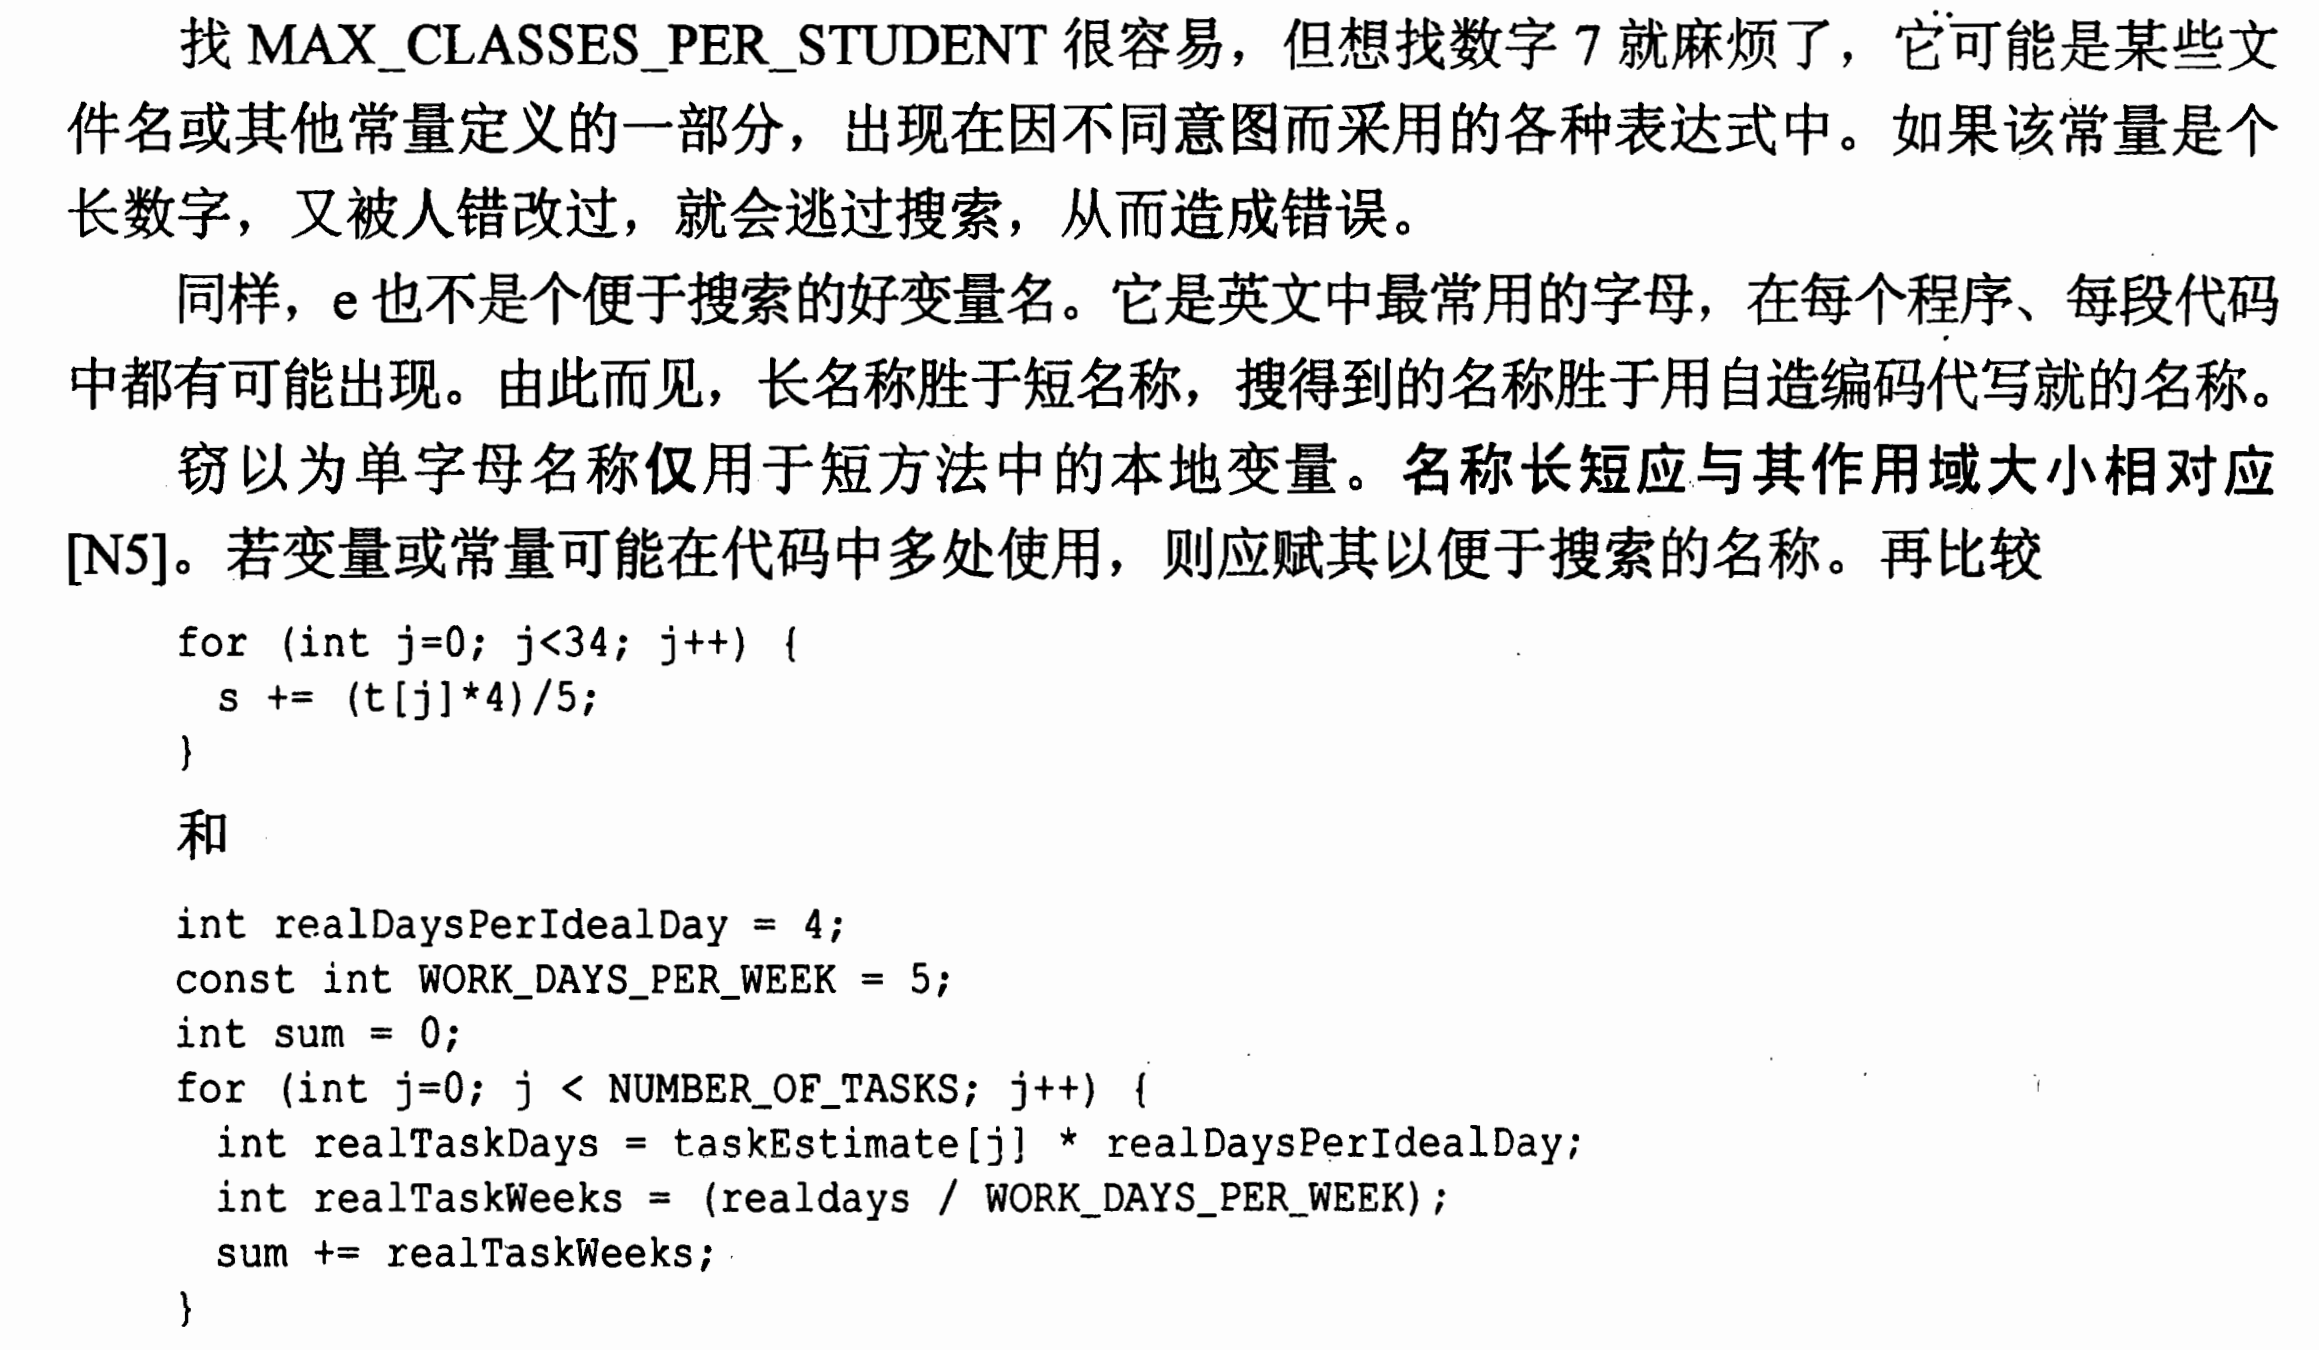 找 MAX_CLASSES_PER_STUDENT 很容易，但想找数字 7 就麻烦了，它可能是某些文
件名或其他常量定义的一部分，出现在因不同意图而采用的各种表达式中。如果该常量是个
长数字，又被人错改过，就会逃过搜索，从而造成错误。
同样，e 也不是个便于搜索的好变量名。它是英文中最常用的字母，在每个程序、每段代码
中都有可能出现。由此而见，长名称胜于短名称，搜得到的名称胜于用自造编码代写就的名称。
窃以为单字母名称仅用于短方法中的本地变量。名称长短应与其作用域大小相对应
[N5]。若变量或常量可能在代码中多处使用，则应赋其以便于搜索的名称。再比较
for (int j=0; j<34; j++) {
  s += (t[j]*4)/5;
}
和
int realDaysPerIdealDay = 4;
const int WORK_DAYS_PER_WEEK = 5;
int sum = 0;
for (int j=0; j < NUMBER_OF_TASKS; j++) {
  int realTaskDays = taskEstimate[j] * realDaysPerIdealDay;
  int realTaskWeeks = (realdays / WORK_DAYS_PER_WEEK);
  sum += realTaskWeeks;
}